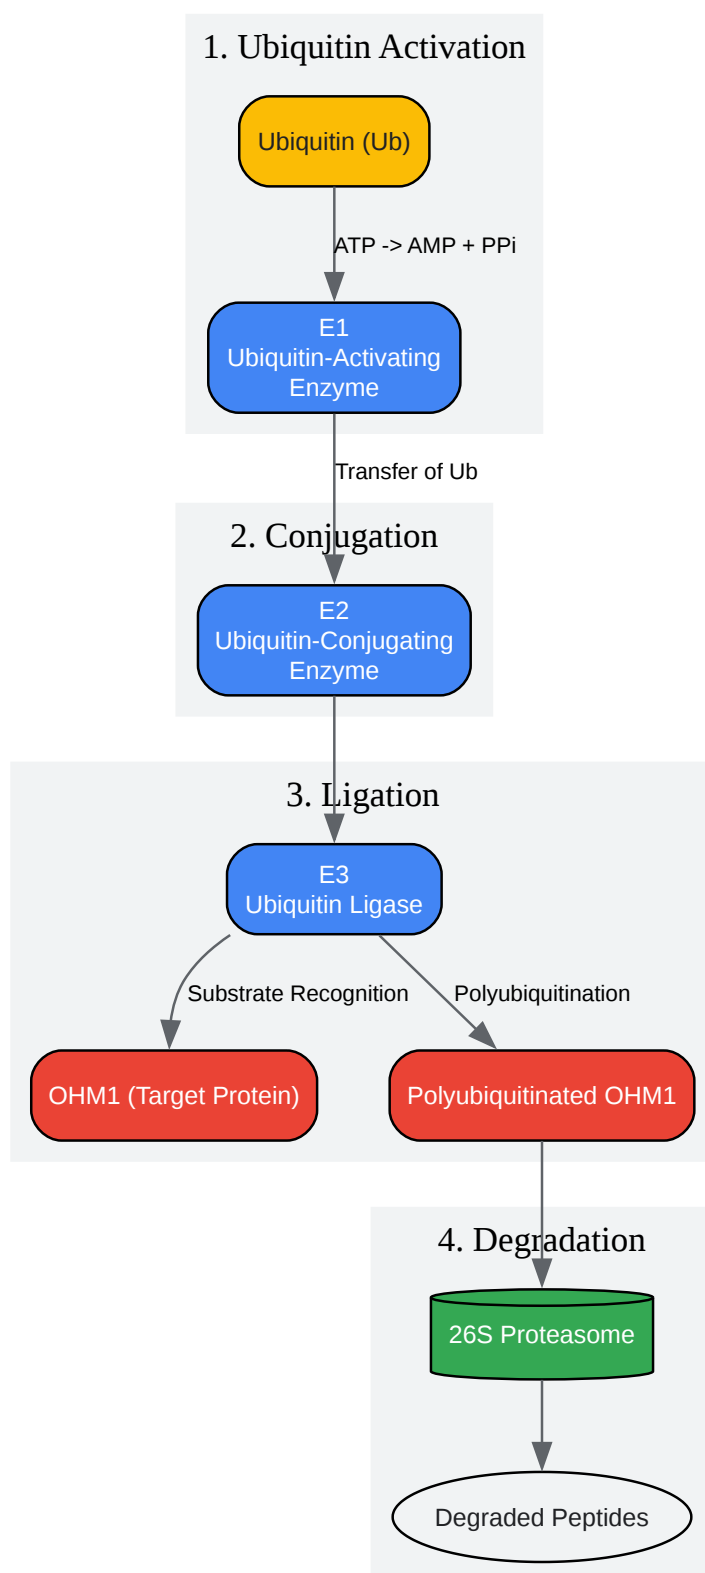 1. Ubiquitin Activation
Ubiquitin (Ub)
ATP -> AMP + PPi
E1
Ubiquitin-Activating
Enzyme
Transfer of Ub
2. Conjugation
E2
Ubiquitin-Conjugating
Enzyme
3. Ligation
E3
Ubiquitin Ligase
Substrate Recognition
Polyubiquitination
OHM1 (Target Protein)
Polyubiquitinated OHM1
4. Degradation
26S Proteasome
Degraded Peptides